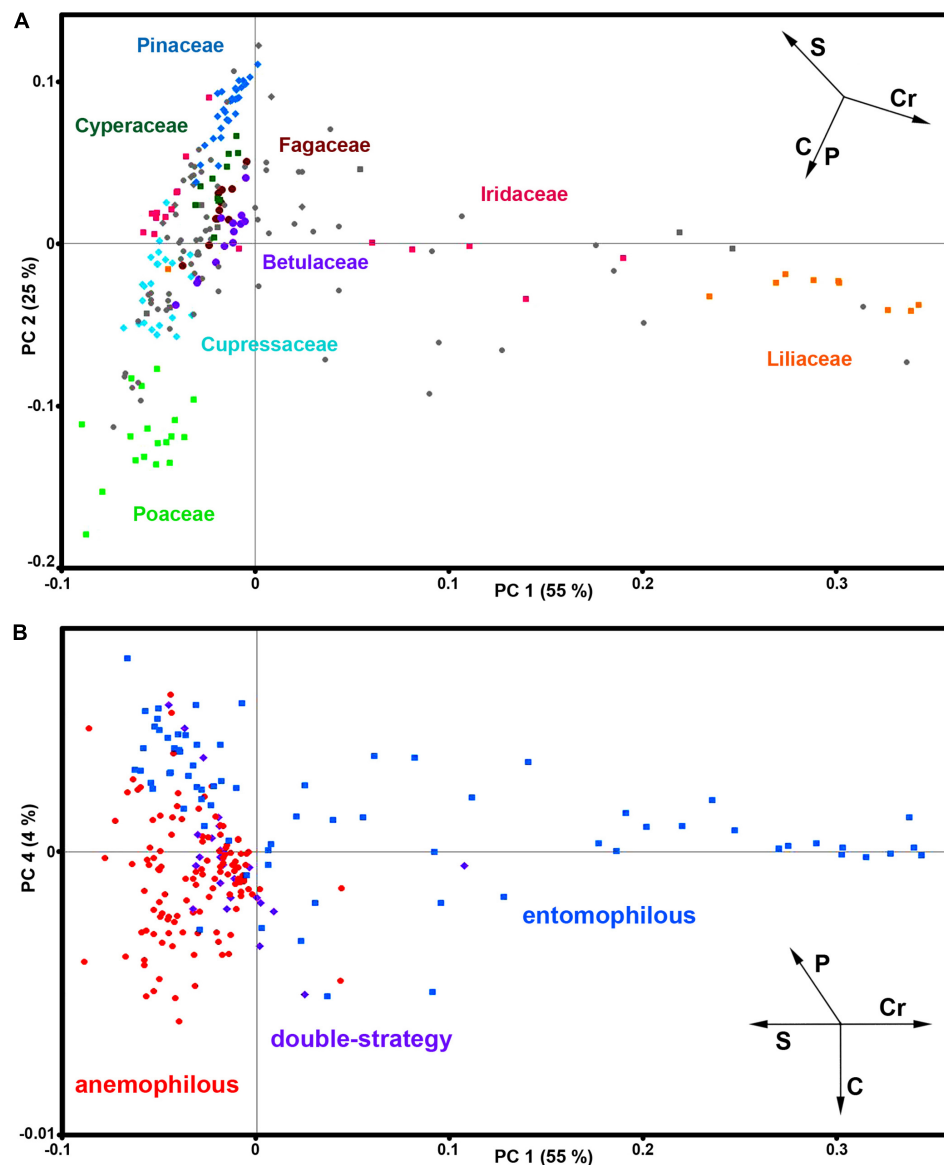 A
Pinaceae
S
0.1
Cr
Cyperaceae
Fagaceae
C
P
Iridaceae
0
Betulaceae
Cupressaceae
Liliaceae
PC 2 (25 %)
-0.1
Poaceae
-0.2
-0.1 0 0.1 0.2 0.3
PC 1 (55 %)
B
PC 4 (4 %)
0
entomophilous
P
Cr
double-strategy
S
anemophilous
C
-0.01
-0.1 0 0.1 0.2 0.3
PC 1 (55 %)